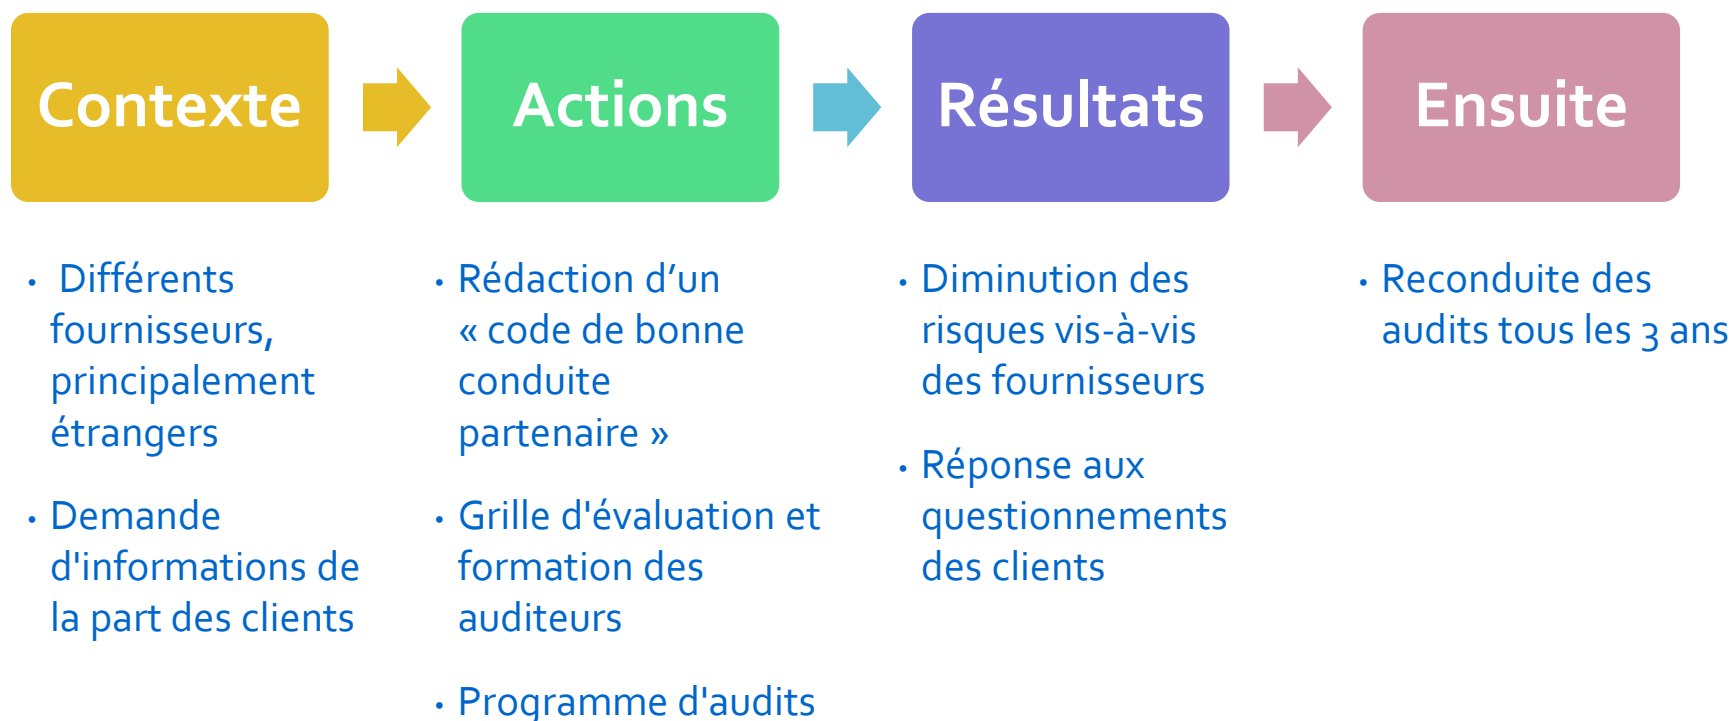 Contexte
Actions
Résultats
Ensuite
• Différents
fournisseurs,
principalement
étrangers
• Demande
d'informations de
la part des clients
• Rédaction d’un
« code de bonne
conduite
partenaire »
• Grille d'évaluation et
formation des
auditeurs
• Programme d'audits
• Diminution des
risques vis-à-vis
des fournisseurs
• Réponse aux
questionnements
des clients
• Reconduite des
audits tous les 3 ans